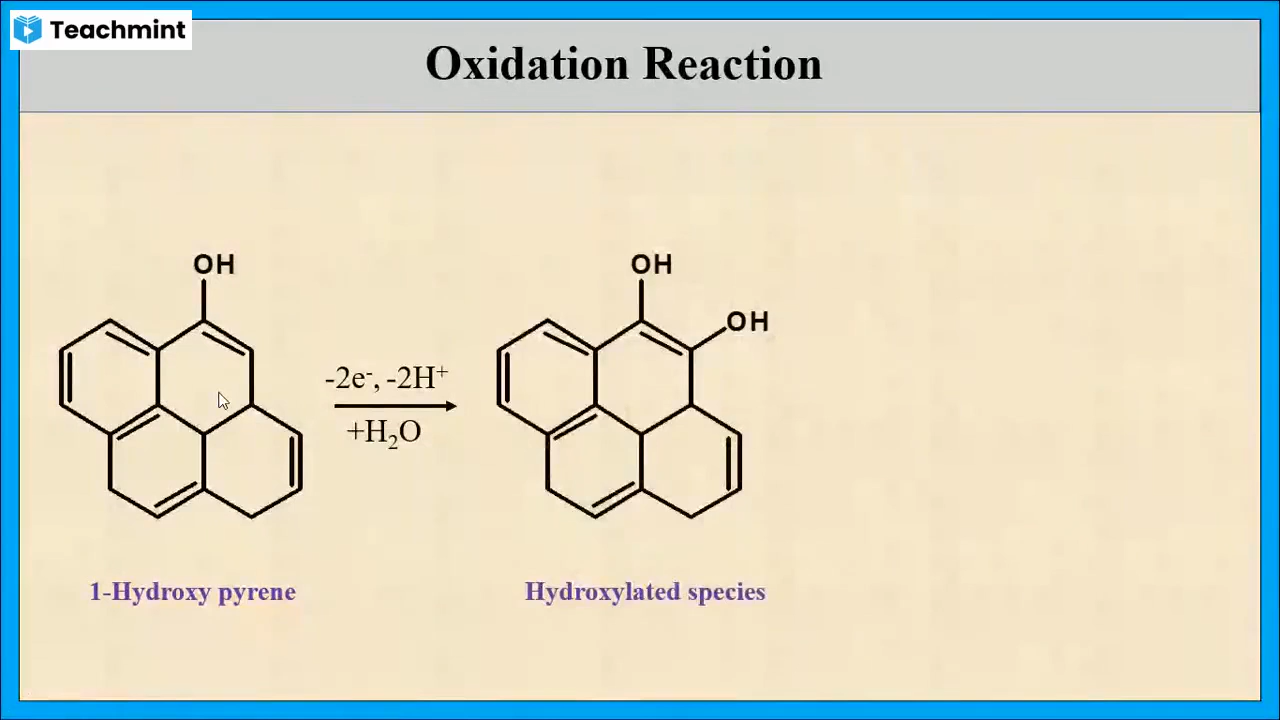 Teachmint
Oxidation Reaction
OH
OH
OH
-2e⁻, -2H⁺
+H₂O
1-Hydroxy pyrene
Hydroxylated species